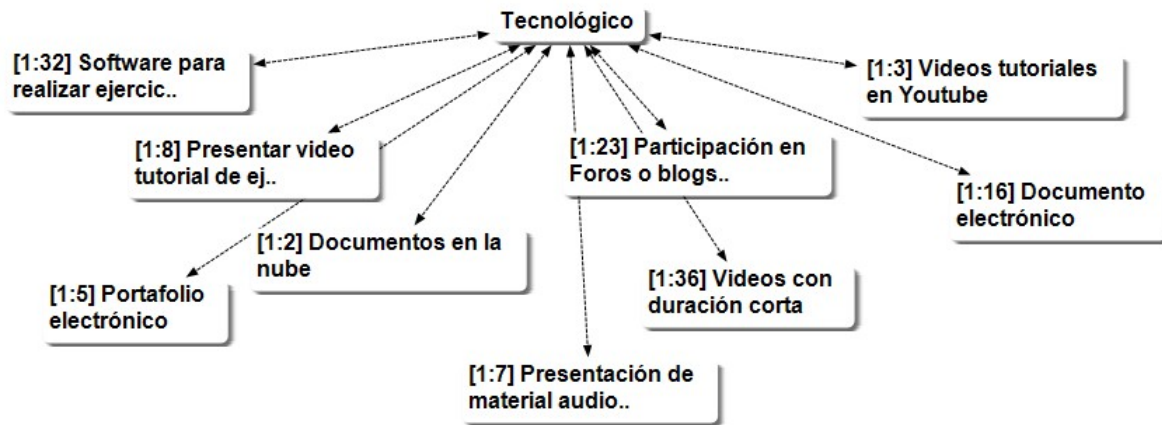 Tecnológico
[1:32] Software para
realizar ejercic..
[1:3] Videos tutoriales
en Youtube
[1:8] Presentar video
tutorial de ej..
[1:23] Participación en
Foros o blogs..
[1:16] Documento
electrónico
[1:2] Documentos en la
nube
[1:36] Videos con
duración corta
[1:5] Portafolio
electrónico
[1:7] Presentación de
material audio..